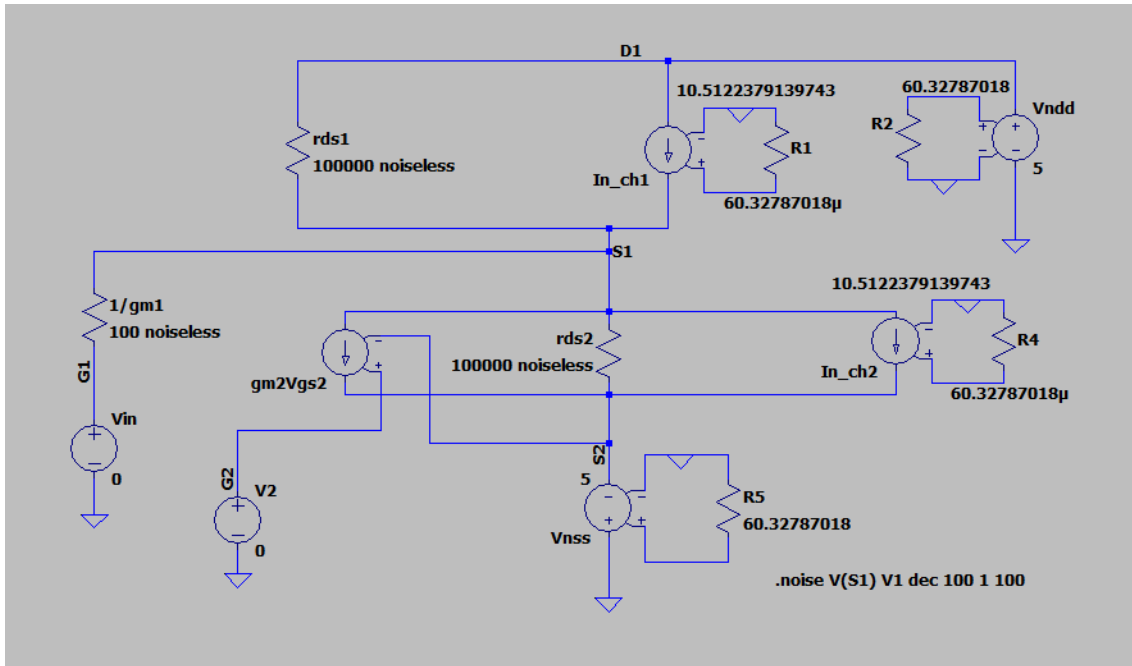 D1
10.5122379139743
60.32787018
Vndd
rds1
100000 noiseless
R1
R2
In_ch1
60.32787018µ
5
S1
1/gm1
100 noiseless
10.5122379139743
rds2
100000 noiseless
R4
gm2Vgs2
In_ch2
60.32787018µ
G1
Vin
0
G2
V2
0
S2
5
Vnss
R5
60.32787018
.noise V(S1) V1 dec 100 1 100